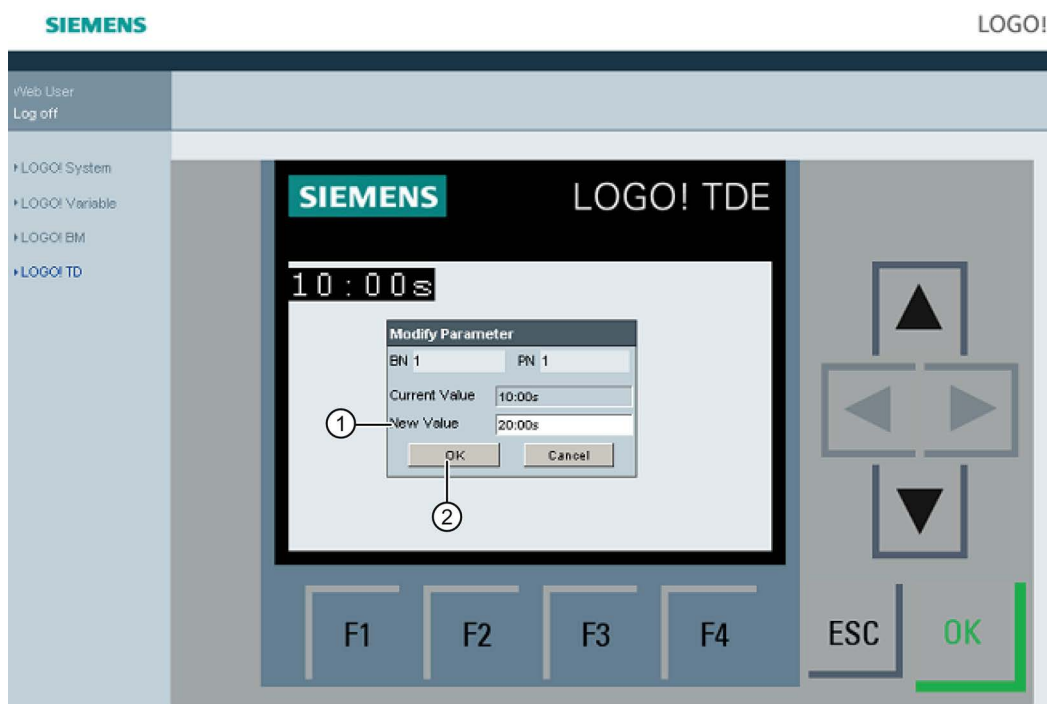 SIEMENS LOGO!
Web User
Log off
LOGO! System
LOGO! Variable
LOGO! BM
LOGO! TD
SIEMENS LOGO! TDE
10:00s
Modify Parameter
BN 1 PN 1
Current Value 10:00s
1 New Value 20:00s
OK Cancel
2
F1 F2 F3 F4 ESC OK